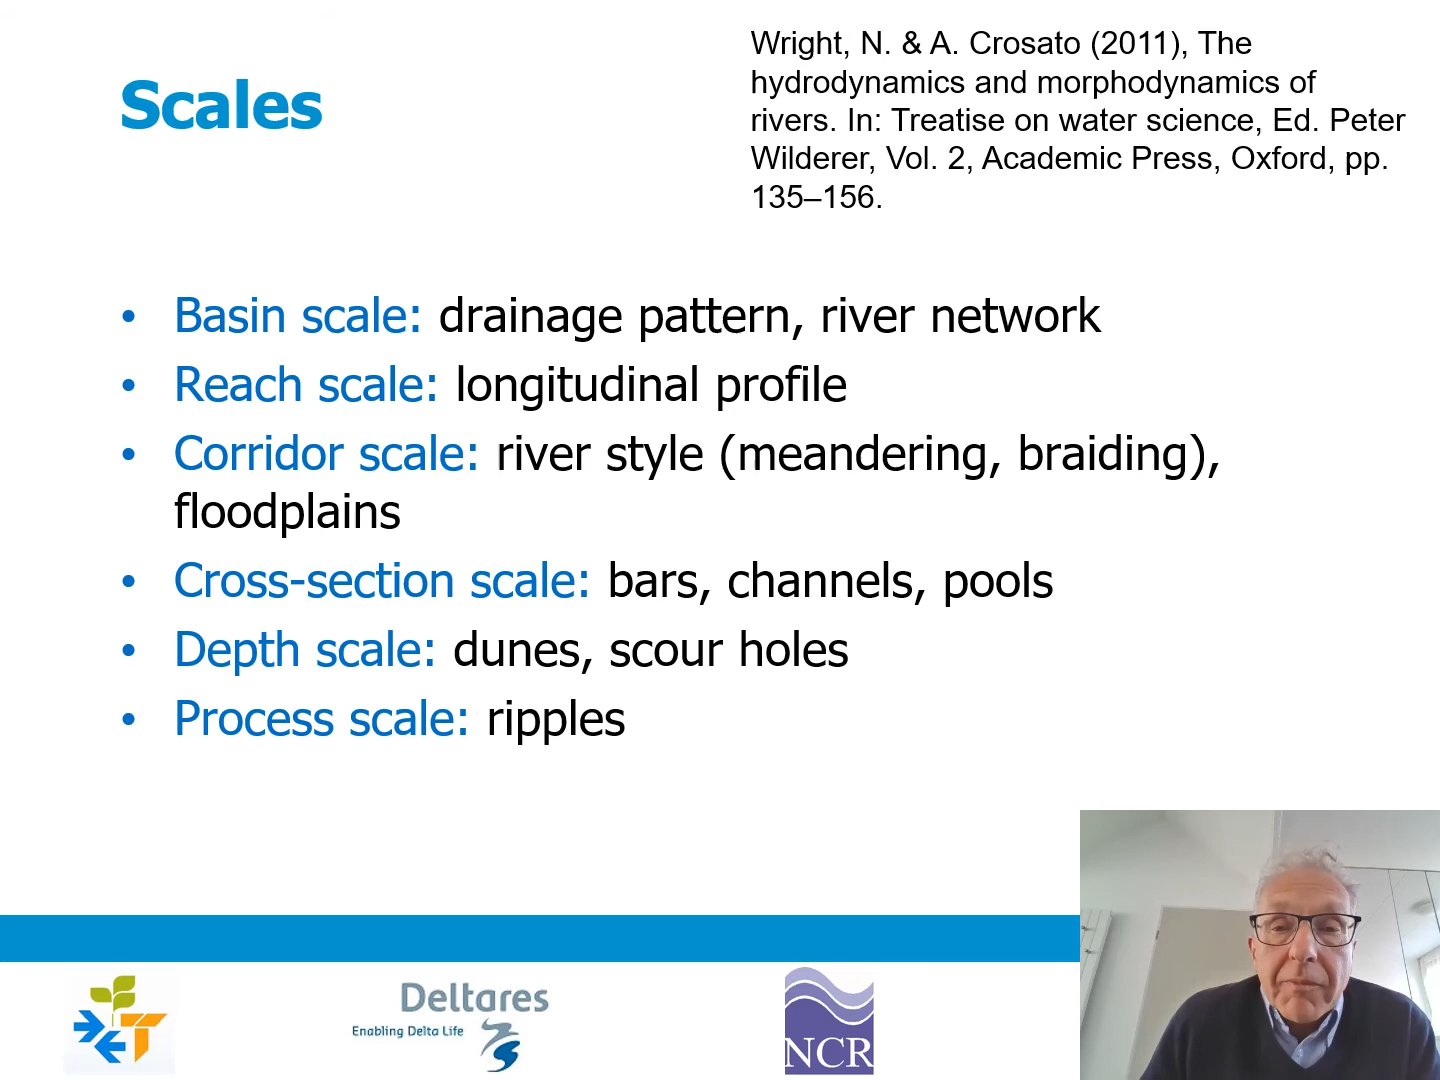 Scales
Wright, N. & A. Crosato (2011), The
hydrodynamics and morphodynamics of
rivers. In: Treatise on water science, Ed. Peter
Wilderer, Vol. 2, Academic Press, Oxford, pp.
135–156.
• Basin scale: drainage pattern, river network
• Reach scale: longitudinal profile
• Corridor scale: river style (meandering, braiding),
floodplains
• Cross-section scale: bars, channels, pools
• Depth scale: dunes, scour holes
• Process scale: ripples
Deltares
Enabling Delta Life
NCR